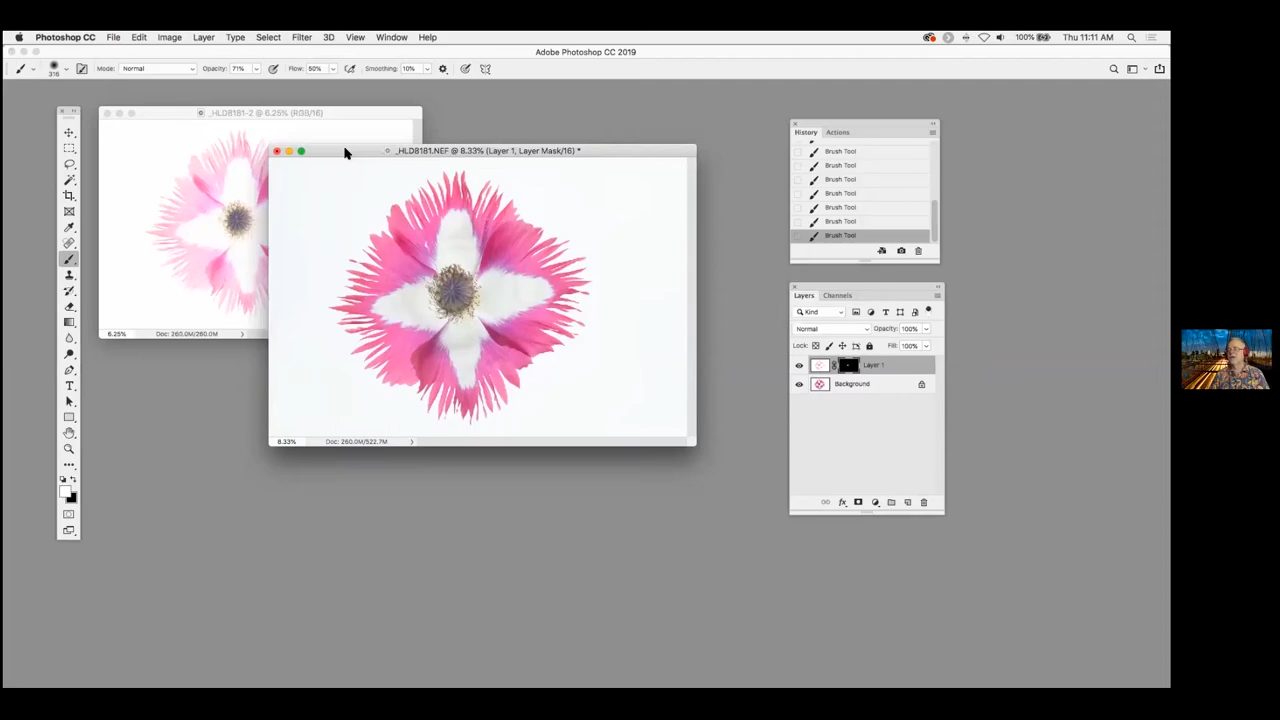 Photoshop CC File Edit Image Layer Type Select Filter 3D View Window Help 100% Thu 11:11 AM
Adobe Photoshop CC 2019
316 Mode: Normal Opacity: 71% Flow: 50% Smoothing: 10%
_HLD8181-2 @ 6.25% (RGB/16)
6.25% Doc: 260.0M/260.0M
_HLD8181.NEF @ 8.33% (Layer 1, Layer Mask/16) *
8.33% Doc: 260.0M/522.7M
History Actions
Brush Tool
Brush Tool
Brush Tool
Brush Tool
Brush Tool
Brush Tool
Brush Tool
Layers Channels
Kind
Normal Opacity: 100%
Lock: Fill: 100%
Layer 1
Background
fx